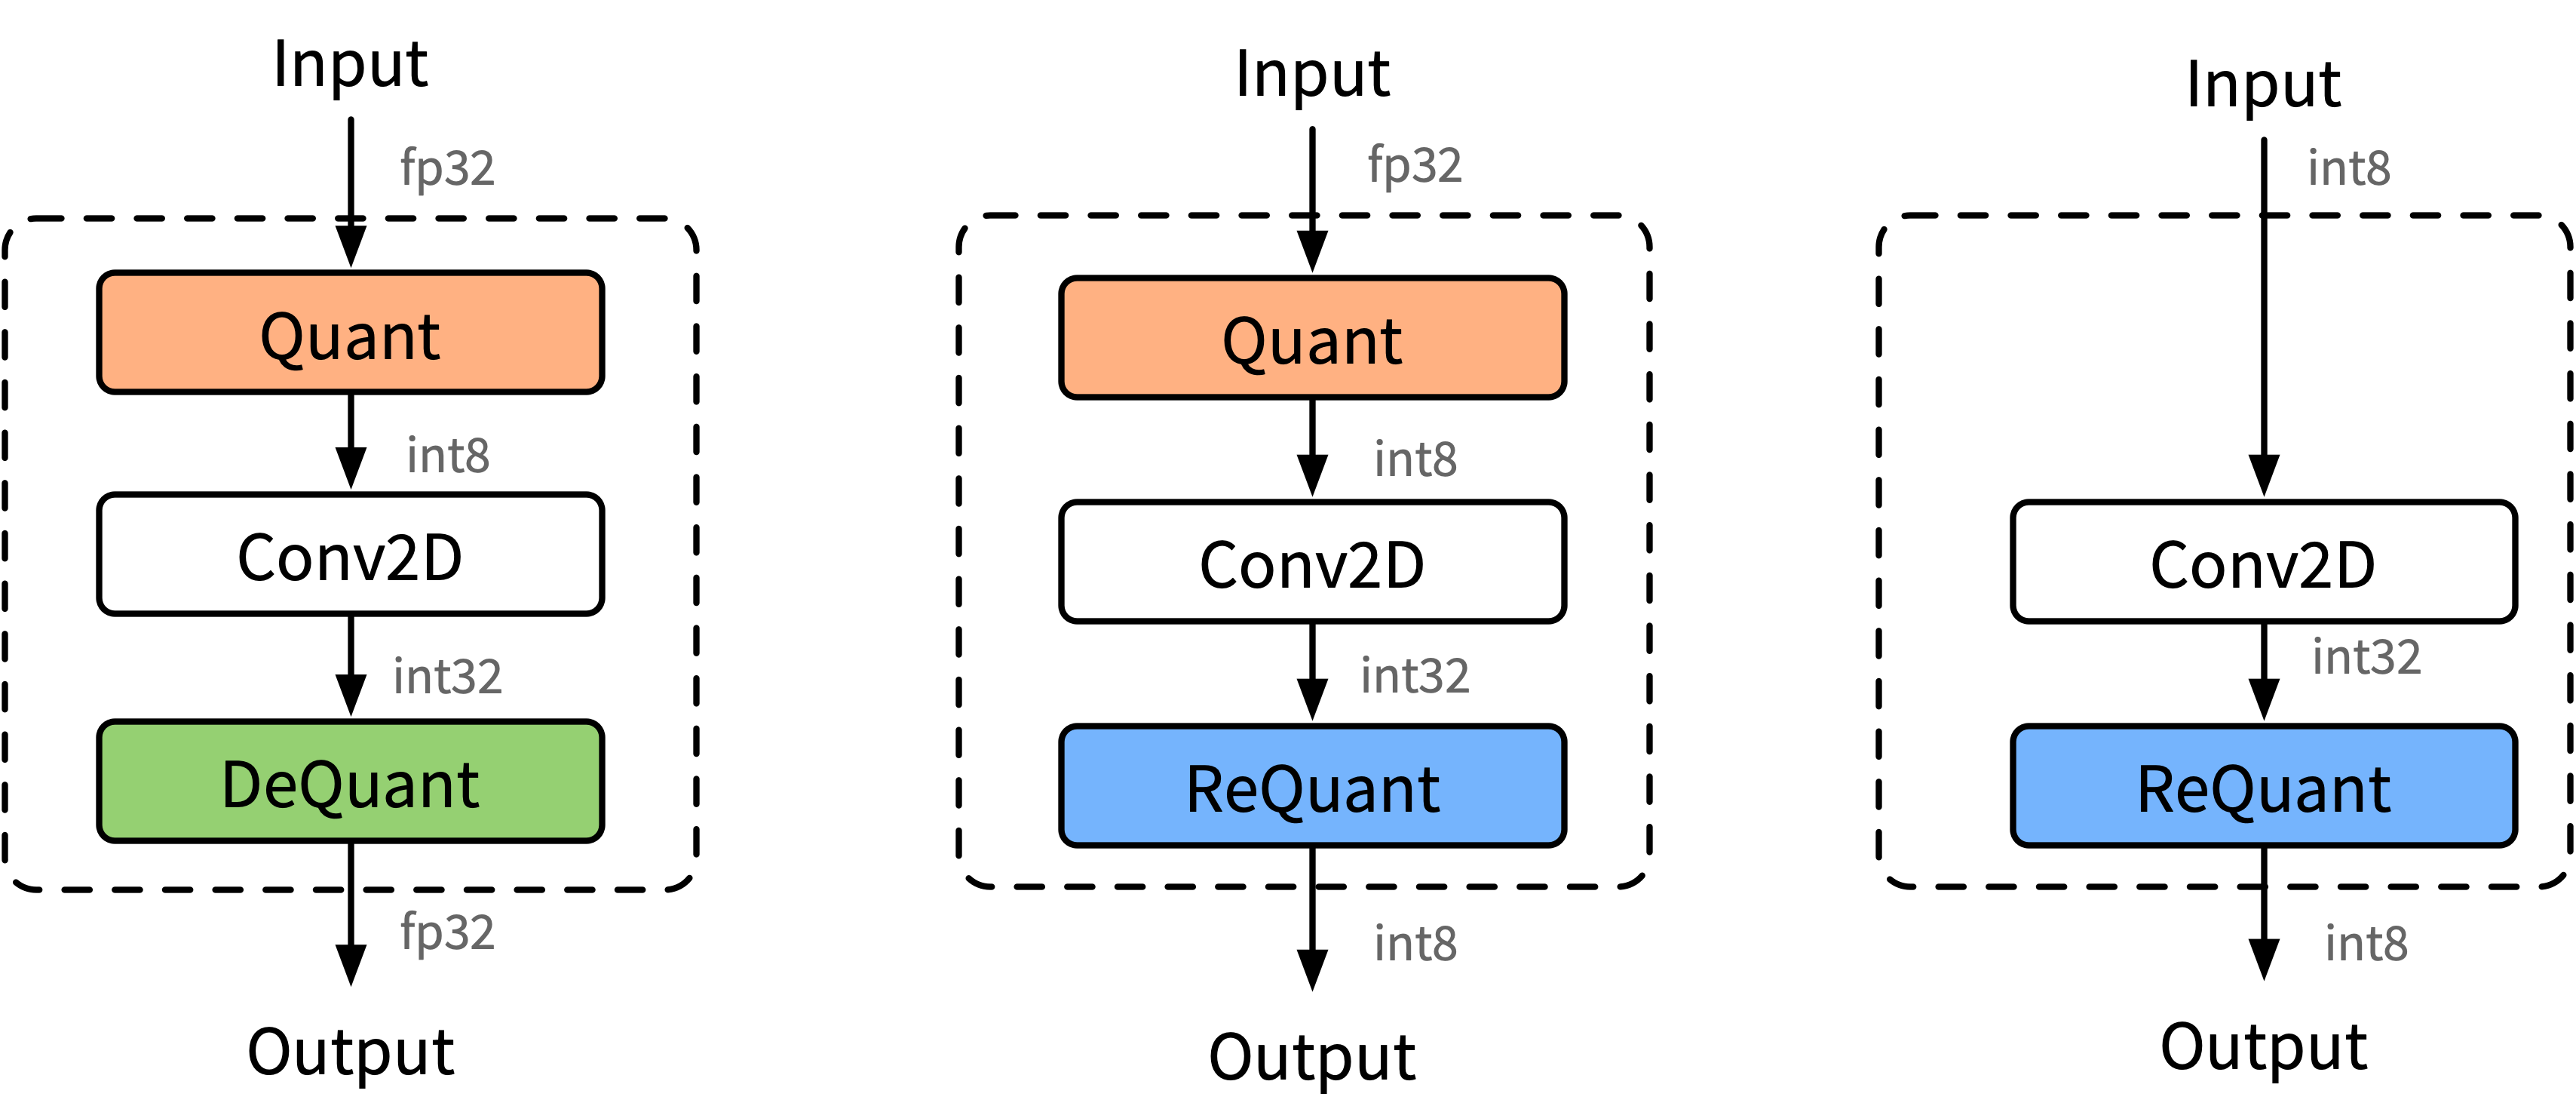 Input
fp32
Quant
int8
Conv2D
int32
DeQuant
fp32
Output
Input
fp32
Quant
int8
Conv2D
int32
ReQuant
int8
Output
Input
int8
Conv2D
int32
ReQuant
int8
Output